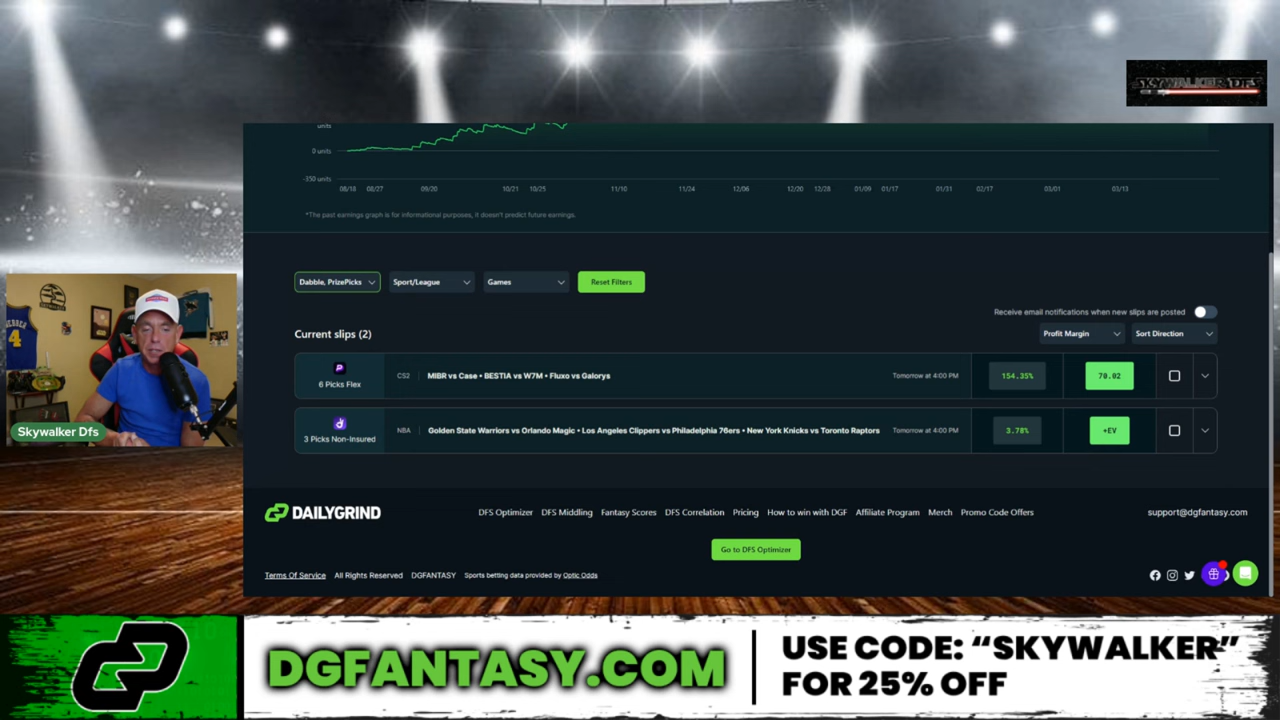 SKYWALKER DFS
units
0 units
-350 units
08/18 08/27 09/20 10/21 10/25 11/10 11/24 12/06 12/20 12/28 01/09 01/17 01/31 02/17 03/01 03/13
*The past earnings graph is for informational purposes, it doesn't predict future earnings.
Dabble, PrizePicks Sport/League Games Reset Filters
Receive email notifications when new slips are posted
Current slips (2) Profit Margin Sort Direction
6 Picks Flex CS2 MIBR vs Case • BESTIA vs W7M • Fluxo vs Galorys Tomorrow at 4:00 PM 154.35% 70.02
3 Picks Non-Insured NBA Golden State Warriors vs Orlando Magic • Los Angeles Clippers vs Philadelphia 76ers • New York Knicks vs Toronto Raptors Tomorrow at 4:00 PM 3.78% +EV
4
Skywalker Dfs
DAILYGRIND DFS Optimizer DFS Middling Fantasy Scores DFS Correlation Pricing How to win with DGF Affiliate Program Merch Promo Code Offers support@dgfantasy.com
Go to DFS Optimizer
Terms Of Service All Rights Reserved DGFANTASY Sports betting data provided by Optic Odds
DGFANTASY.COM
USE CODE: “SKYWALKER”
FOR 25% OFF